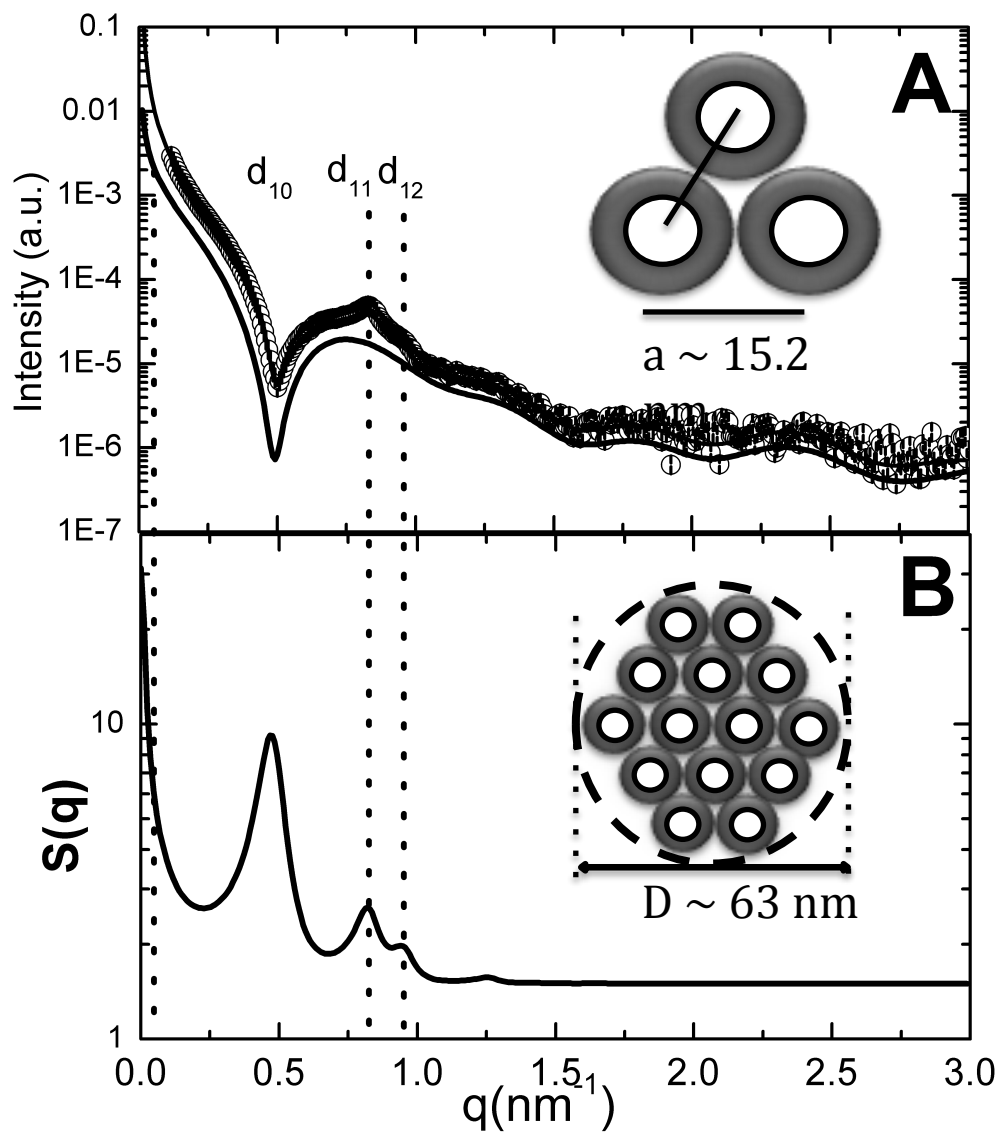 0.1
A
0.01
d10 d11 d12
1E-3
1E-4
Intensity (a.u.)
a ~ 15.2
nm
1E-5
1E-6
1E-7
B
10
S(q)
D ~ 63 nm
1
0.0 0.5 1.0 1.5 2.0 2.5 3.0
q(nm-1)